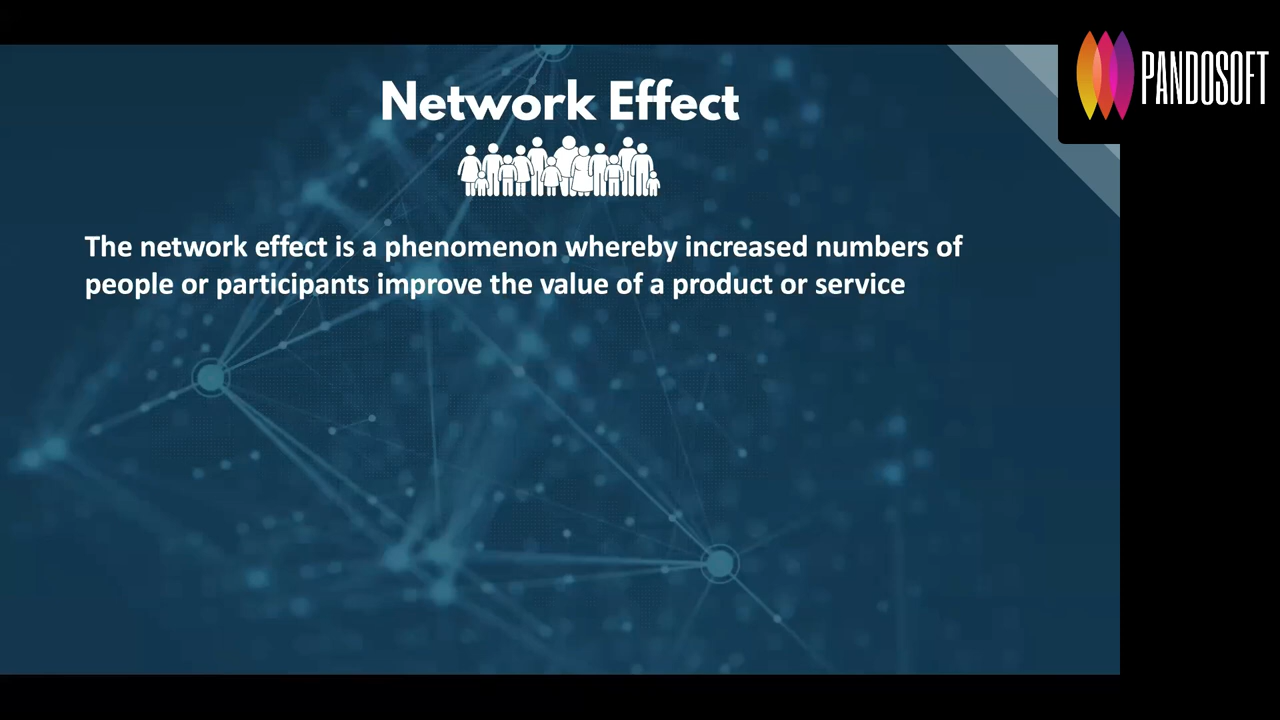 PANDOSOFT
Network Effect
The network effect is a phenomenon whereby increased numbers of
people or participants improve the value of a product or service